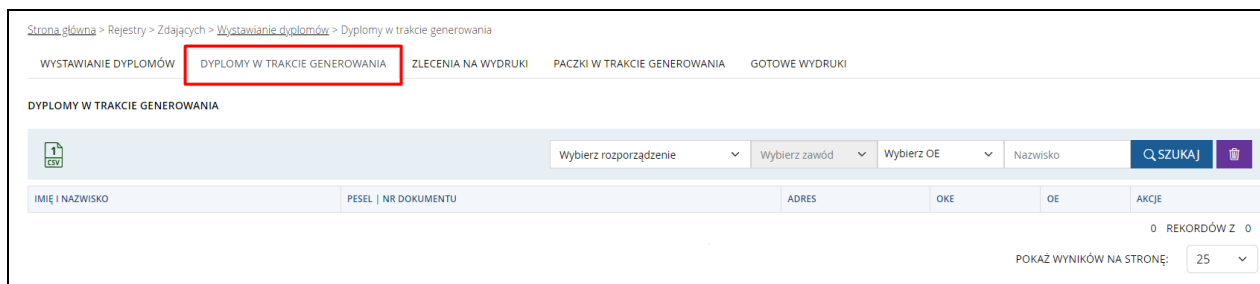 Strona główna > Rejestry > Zdających > Wystawianie dyplomów > Dyplomy w trakcie generowania
WYSTAWIANIE DYPLOMÓW DYPLOMY W TRAKCIE GENEROWANIA ZLECENIA NA WYDRUKI PACZKI W TRAKCIE GENEROWANIA GOTOWE WYDRUKI
DYPLOMY W TRAKCIE GENEROWANIA
1 CSV Wybierz rozporządzenie Wybierz zawód Wybierz OE Nazwisko SZUKAJ
IMIĘ I NAZWISKO PESEL | NR DOKUMENTU ADRES OKE OE AKCJE
0 REKORDÓW Z 0
POKAŻ WYNIKÓW NA STRONĘ: 25